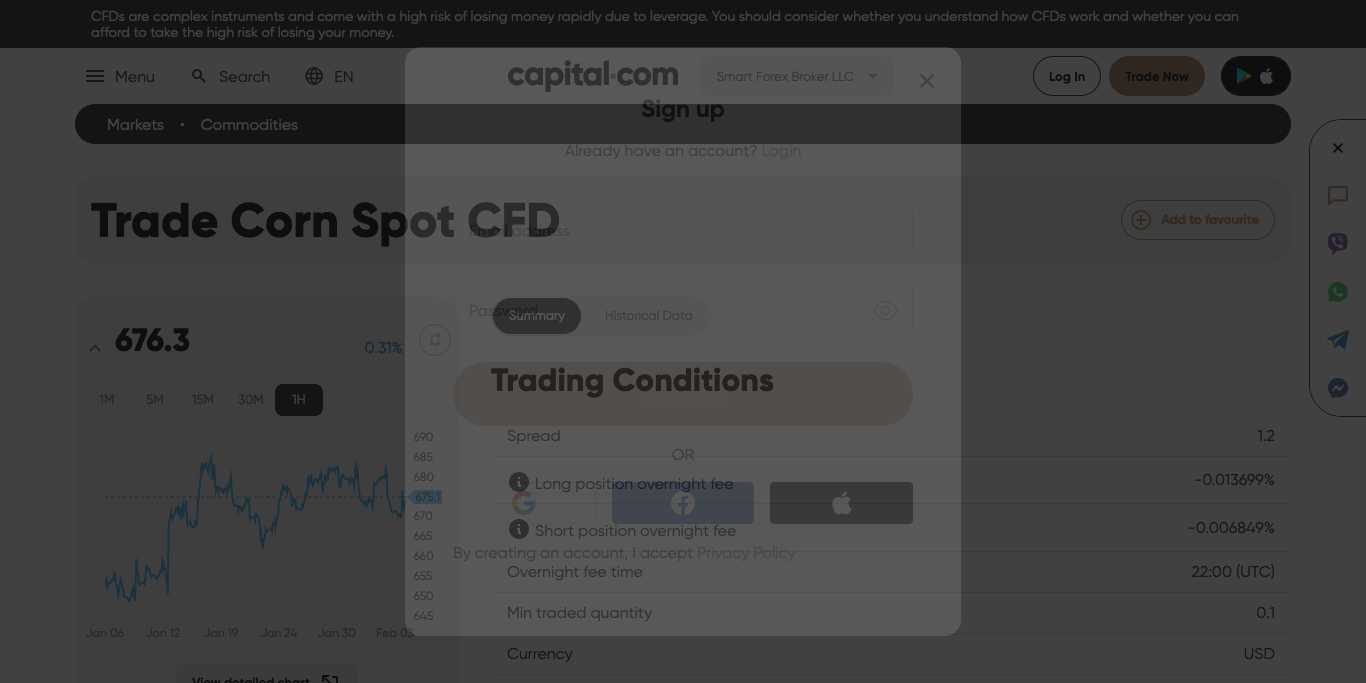 CFDs are complex instruments and come with a high risk of losing money rapidly due to leverage. You should consider whether you understand how CFDs work and whether you can
afford to take the high risk of losing your money.
Menu
Search
EN
capital.com
Smart Forex Broker LLC
Log In
Trade Now
Sign up
Markets
Commodities
Already have an account? Login
Trade Corn Spot CFD
Add to favourite
Email address
Password
Summary
Historical Data
676.3
0.31%
1M 5M 15M 30M 1H
Trading Conditions
690
685
680
675.1
670
665
660
655
650
645
Jan 06 Jan 12 Jan 19 Jan 24 Jan 30 Feb 03
View detailed chart
Spread 1.2
OR
Long position overnight fee -0.013699%
Short position overnight fee -0.006849%
By creating an account, I accept Privacy Policy
Overnight fee time 22:00 (UTC)
Min traded quantity 0.1
Currency USD